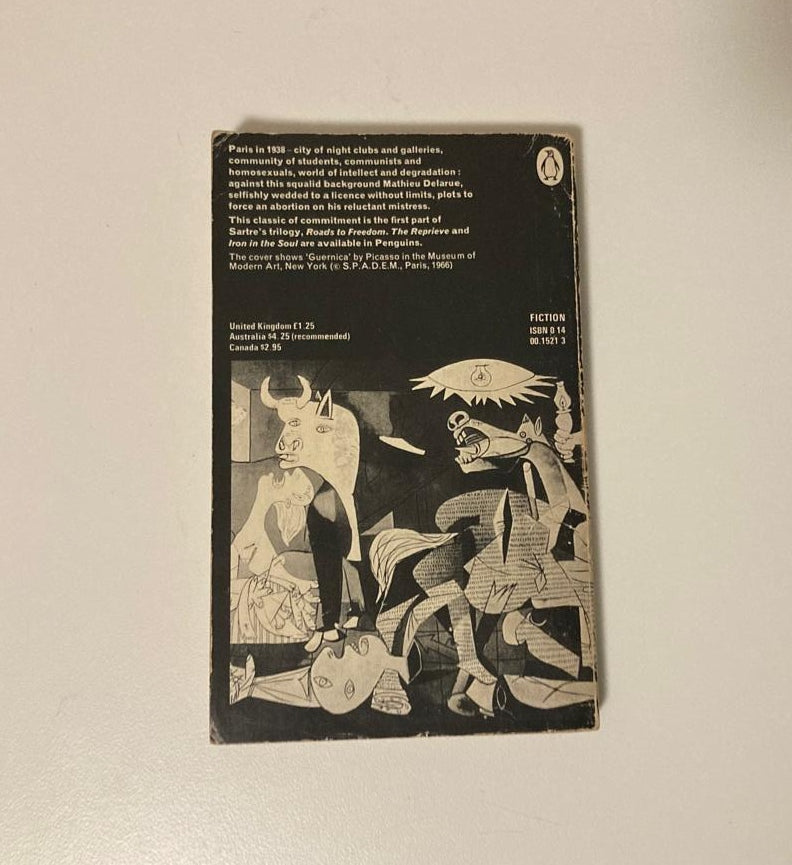 Paris in 1938 – city of night clubs and galleries,
community of students, communists and
homosexuals, world of intellect and degradation :
against this squalid background Mathieu Delarue,
selfishly wedded to a licence without limits, plots to
force an abortion on his reluctant mistress.
This classic of commitment is the first part of
Sartre's trilogy, Roads to Freedom. The Reprieve and
Iron in the Soul are available in Penguins.
The cover shows 'Guernica' by Picasso in the Museum of
Modern Art, New York (© S.P.A.D.E.M., Paris, 1966)
United Kingdom £1.25
Australia $4.25 (recommended)
Canada $2.95
FICTION
ISBN 0 14
00.1521 3